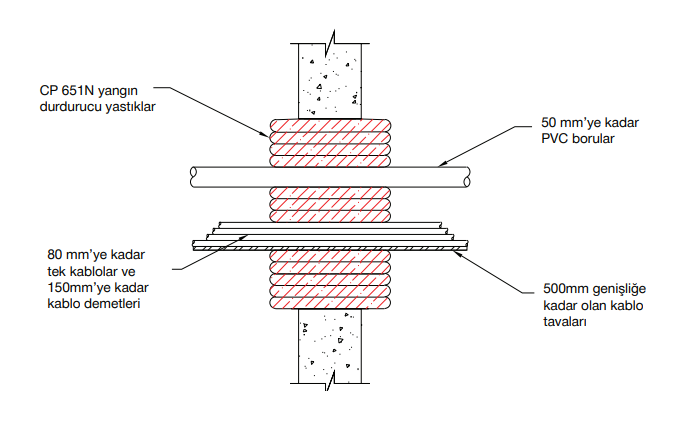 CP 651N yangın
durdurucu yastıklar
50 mm'ye kadar
PVC borular
80 mm'ye kadar
tek kablolar ve
150mm'ye kadar
kablo demetleri
500mm genişliğe
kadar olan kablo
tavaları